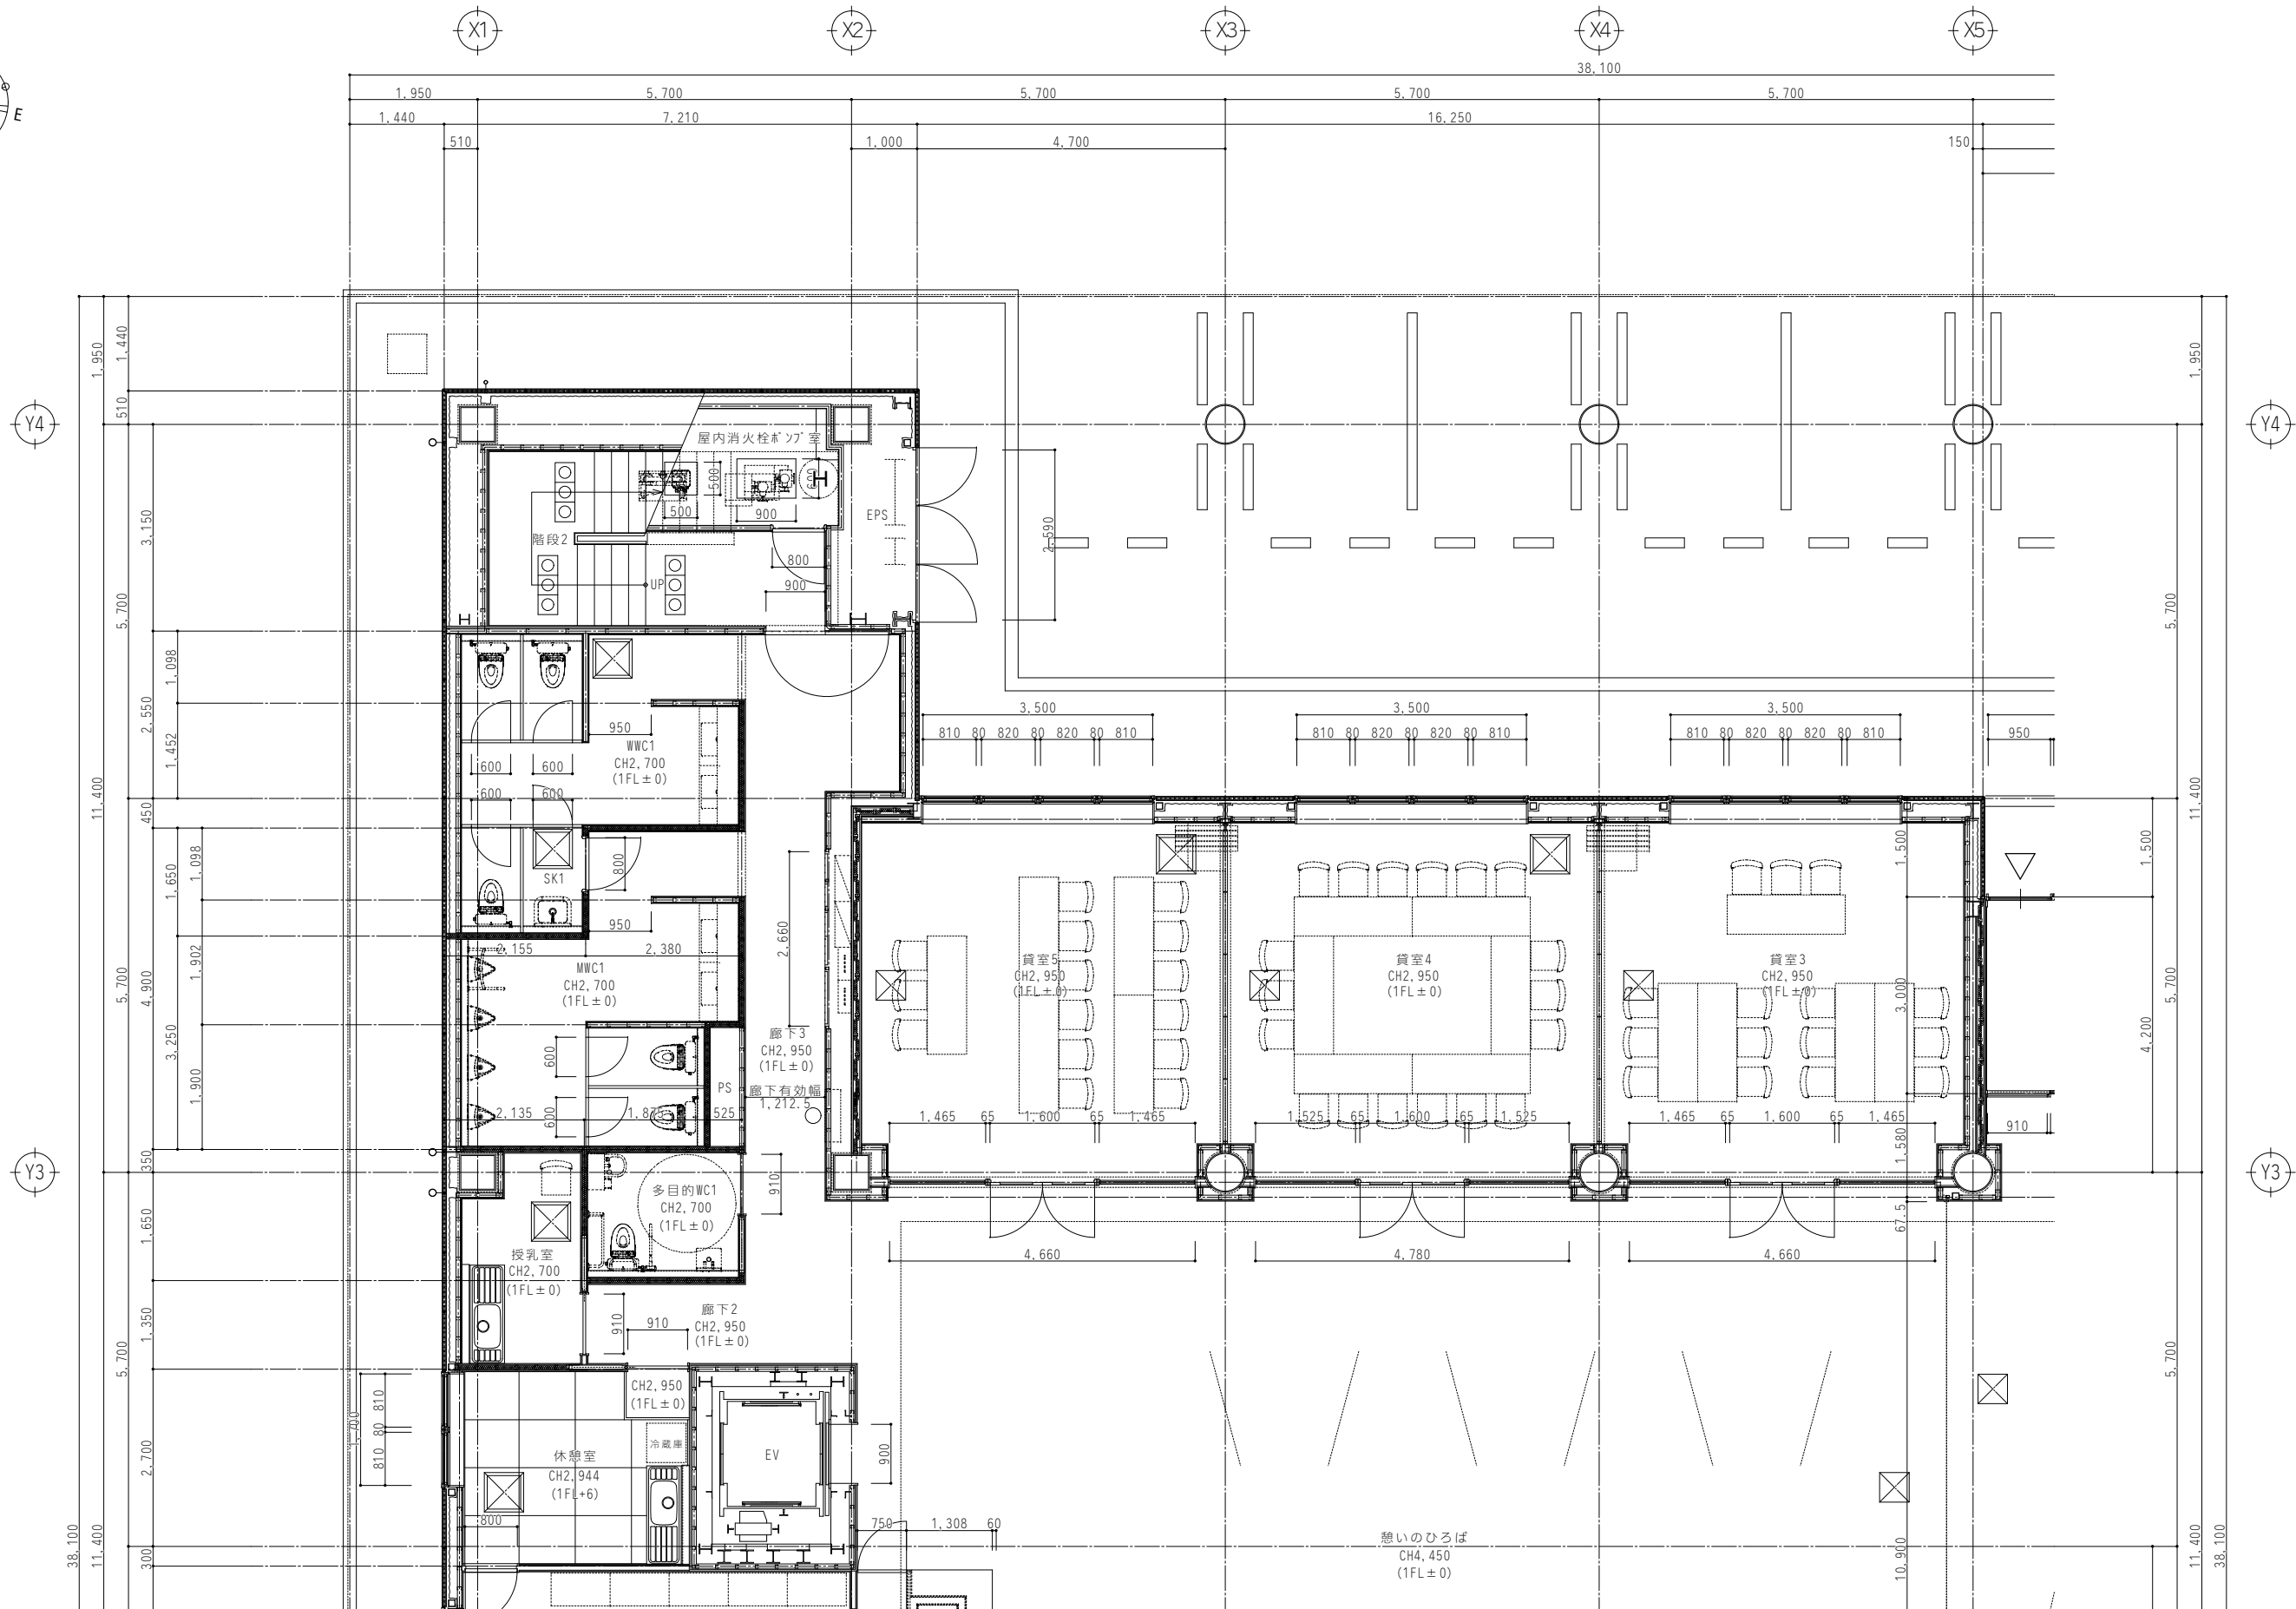 X1
X2
X3
X4
X5
38,100
1,950
5,700
5,700
5,700
5,700
1,440
7,210
16,250
510
1,000
4,700
150
E
1,950
1,440
510
Y4
Y4
1,950
屋内消火栓ポンプ室
500
600
500
900
EPS
2,590
3,150
階段2
800
UP
900
5,700
5,700
1,098
2,550
1,452
950
WWC1
CH2,700
(1FL±0)
600
600
600
600
3,500
810
80
820
80
820
80
810
3,500
810
80
820
80
820
80
810
3,500
810
80
820
80
820
80
810
950
11,400
11,400
450
1,650
1,098
800
SK1
950
2,660
1,500
1,500
1,902
2,155
2,380
MWC1
CH2,700
(1FL±0)
貸室5
CH2,950
(1FL±0)
貸室4
CH2,950
(1FL±0)
貸室3
CH2,950
(1FL±0)
3,000
5,700
4,900
5,700
4,200
3,250
1,900
600
600
廊下3
CH2,950
(1FL±0)
PS
廊下有効幅
1,212.5
2,135
1,875
525
1,465
65
1,600
65
1,465
1,525
65
1,600
65
1,525
1,465
65
1,600
65
1,465
910
1,580
Y3
Y3
350
910
多目的WC1
CH2,700
(1FL±0)
1,650
67.5
授乳室
CH2,700
(1FL±0)
4,660
4,780
4,660
910
910
廊下2
CH2,950
(1FL±0)
1,350
5,700
5,700
810
80
810
1,700
CH2,950
(1FL±0)
冷蔵庫
EV
900
休憩室
CH2,944
(1FL+6)
2,700
800
750
1,308
60
憩いのひろば
CH4,450
(1FL±0)
38,100
11,400
300
10,900
11,400
38,100